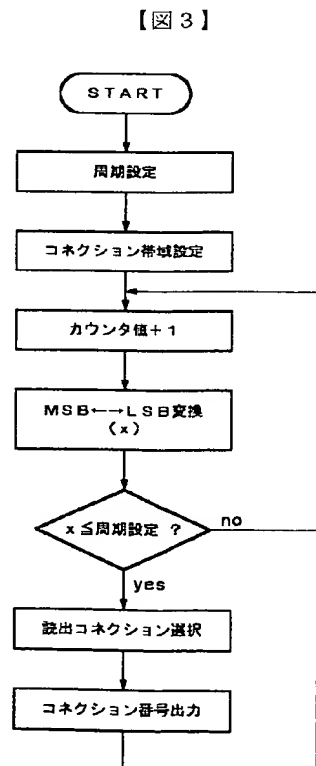 【図3】
START
周期設定
コネクション帯域設定
カウンタ値+1
MSB←→LSB変換
(x)
x≦周期設定 ?
no
yes
読出コネクション選択
コネクション番号出力